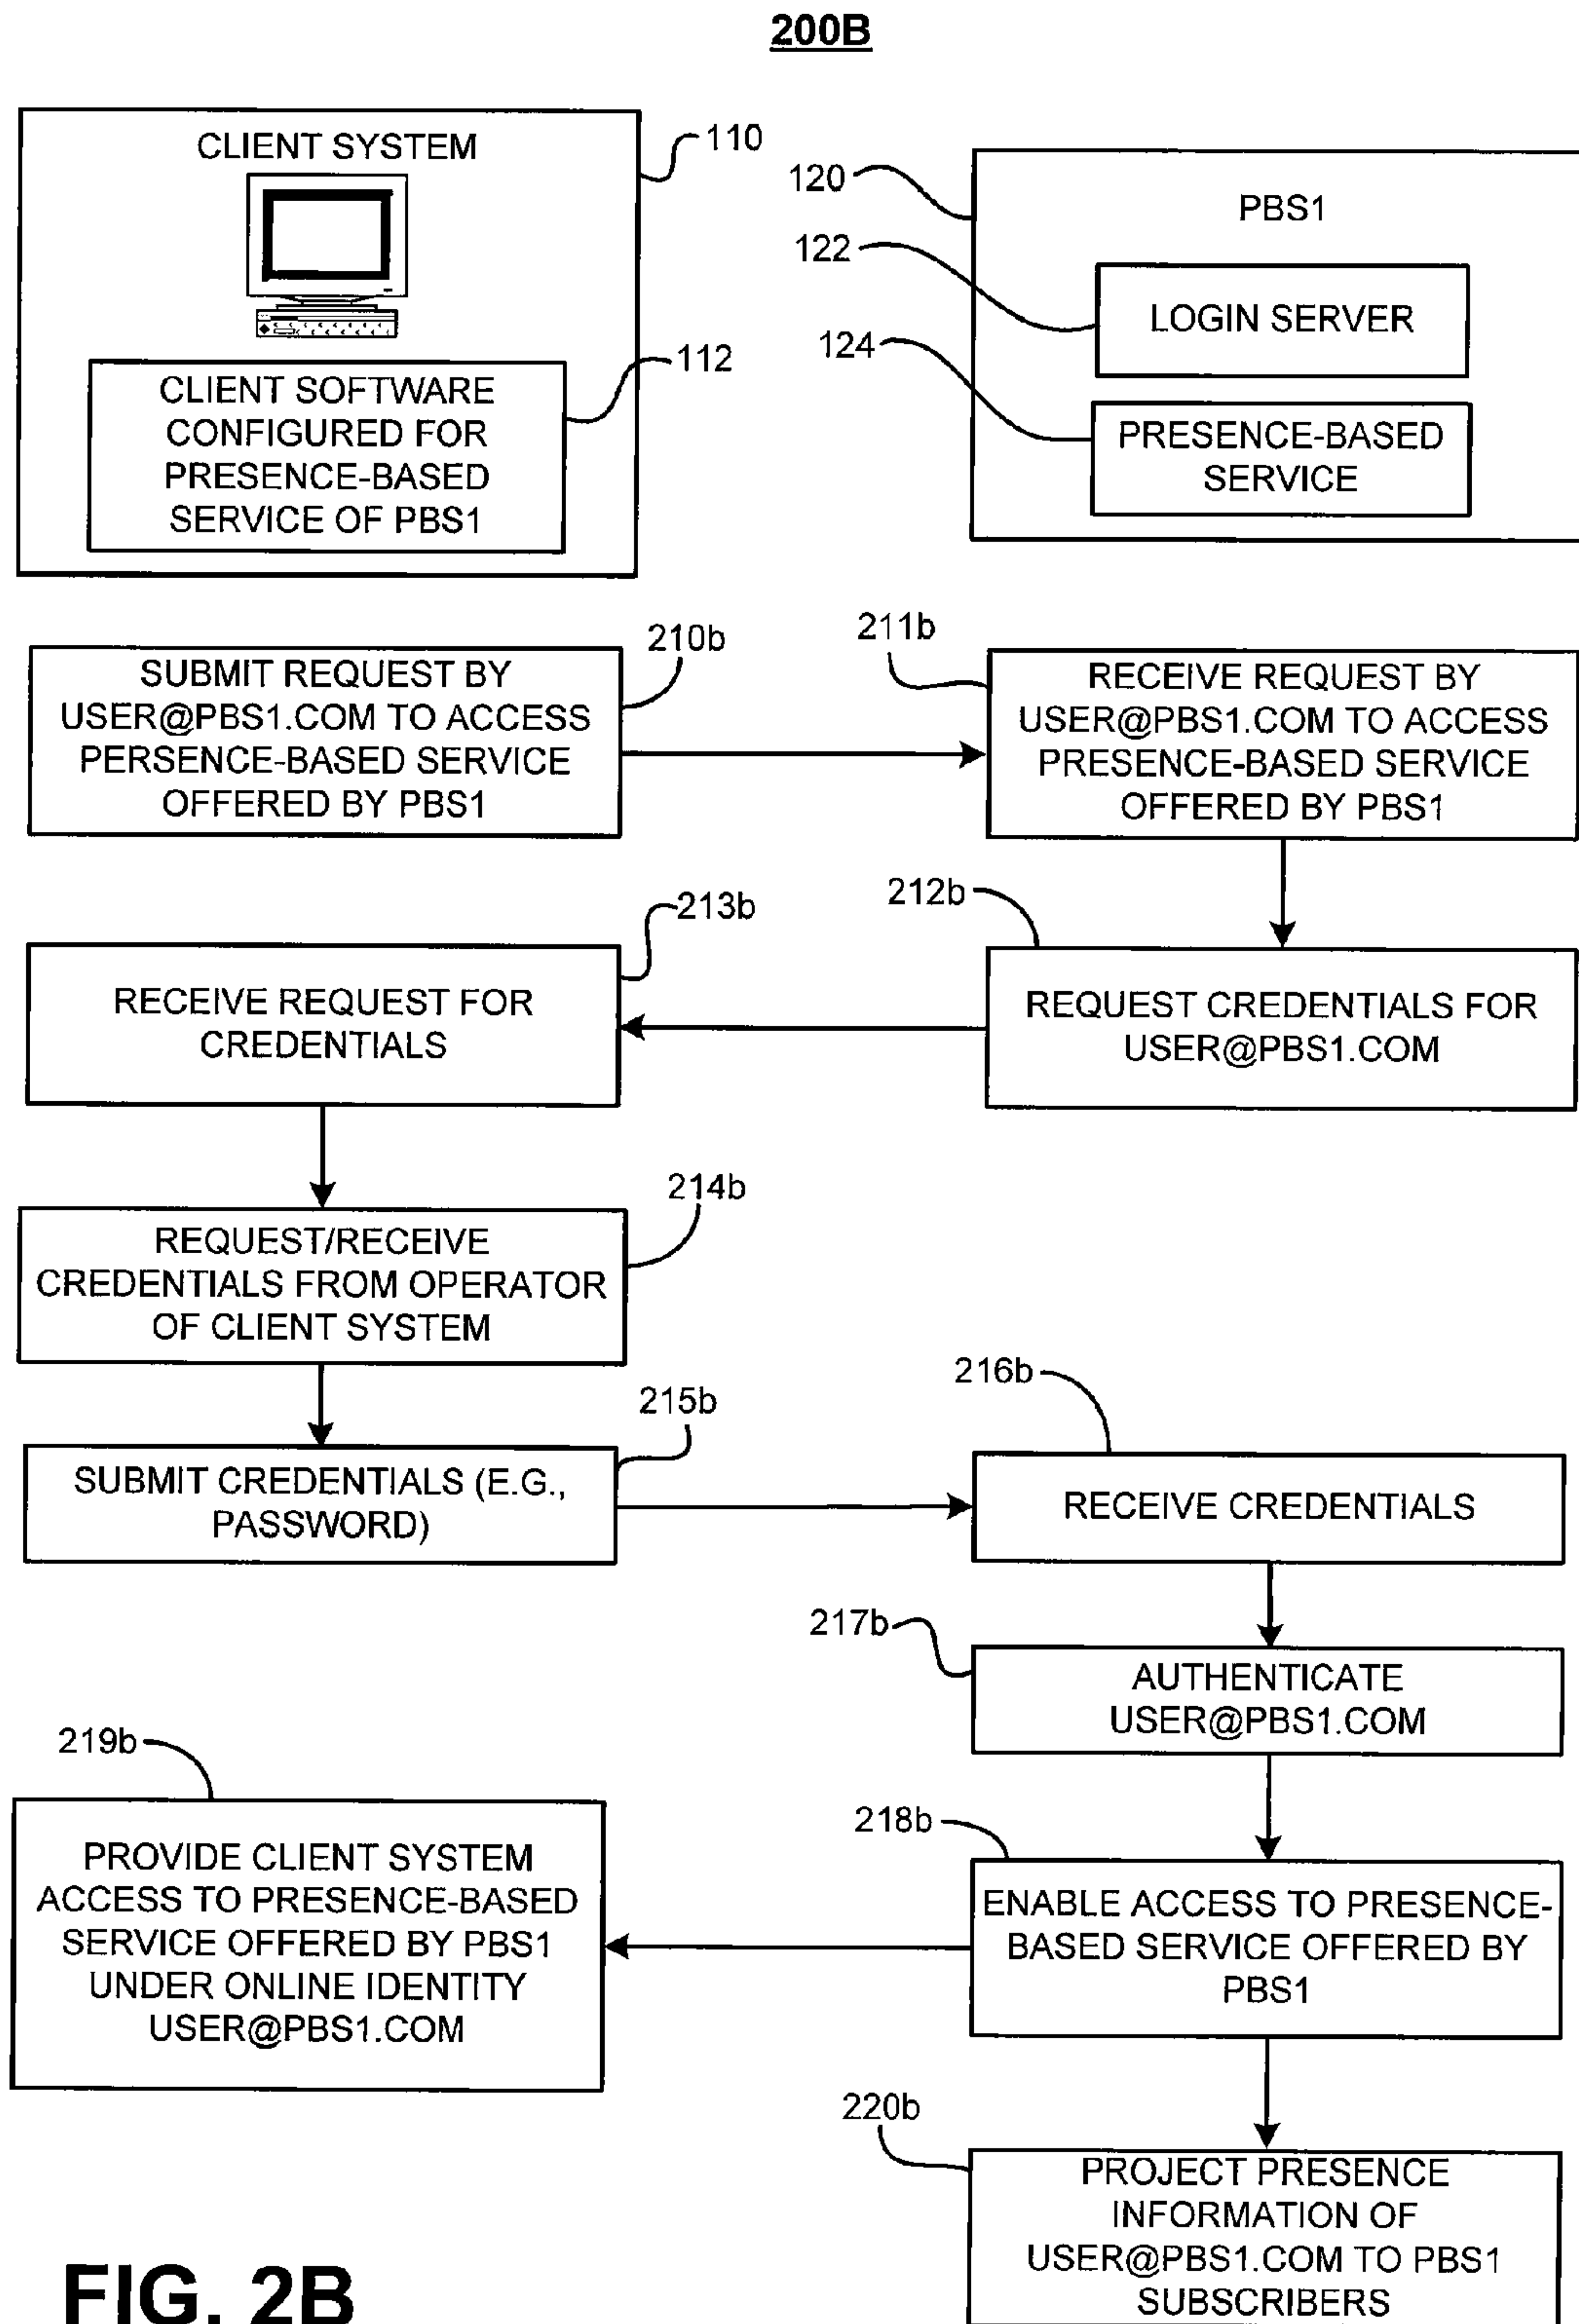 200B
CLIENT SYSTEM
110
CLIENT SOFTWARE
CONFIGURED FOR
PRESENCE-BASED
SERVICE OF PBS1
112
120
PBS1
122
LOGIN SERVER
124
PRESENCE-BASED
SERVICE
210b
SUBMIT REQUEST BY
USER@PBS1.COM TO ACCESS
PERSENCE-BASED SERVICE
OFFERED BY PBS1
211b
RECEIVE REQUEST BY
USER@PBS1.COM TO ACCESS
PRESENCE-BASED SERVICE
OFFERED BY PBS1
212b
REQUEST CREDENTIALS FOR
USER@PBS1.COM
213b
RECEIVE REQUEST FOR
CREDENTIALS
214b
REQUEST/RECEIVE
CREDENTIALS FROM OPERATOR
OF CLIENT SYSTEM
215b
SUBMIT CREDENTIALS (E.G.,
PASSWORD)
216b
RECEIVE CREDENTIALS
217b
AUTHENTICATE
USER@PBS1.COM
218b
ENABLE ACCESS TO PRESENCE-
BASED SERVICE OFFERED BY
PBS1
219b
PROVIDE CLIENT SYSTEM
ACCESS TO PRESENCE-BASED
SERVICE OFFERED BY PBS1
UNDER ONLINE IDENTITY
USER@PBS1.COM
220b
PROJECT PRESENCE
INFORMATION OF
USER@PBS1.COM TO PBS1
SUBSCRIBERS
FIG. 2B